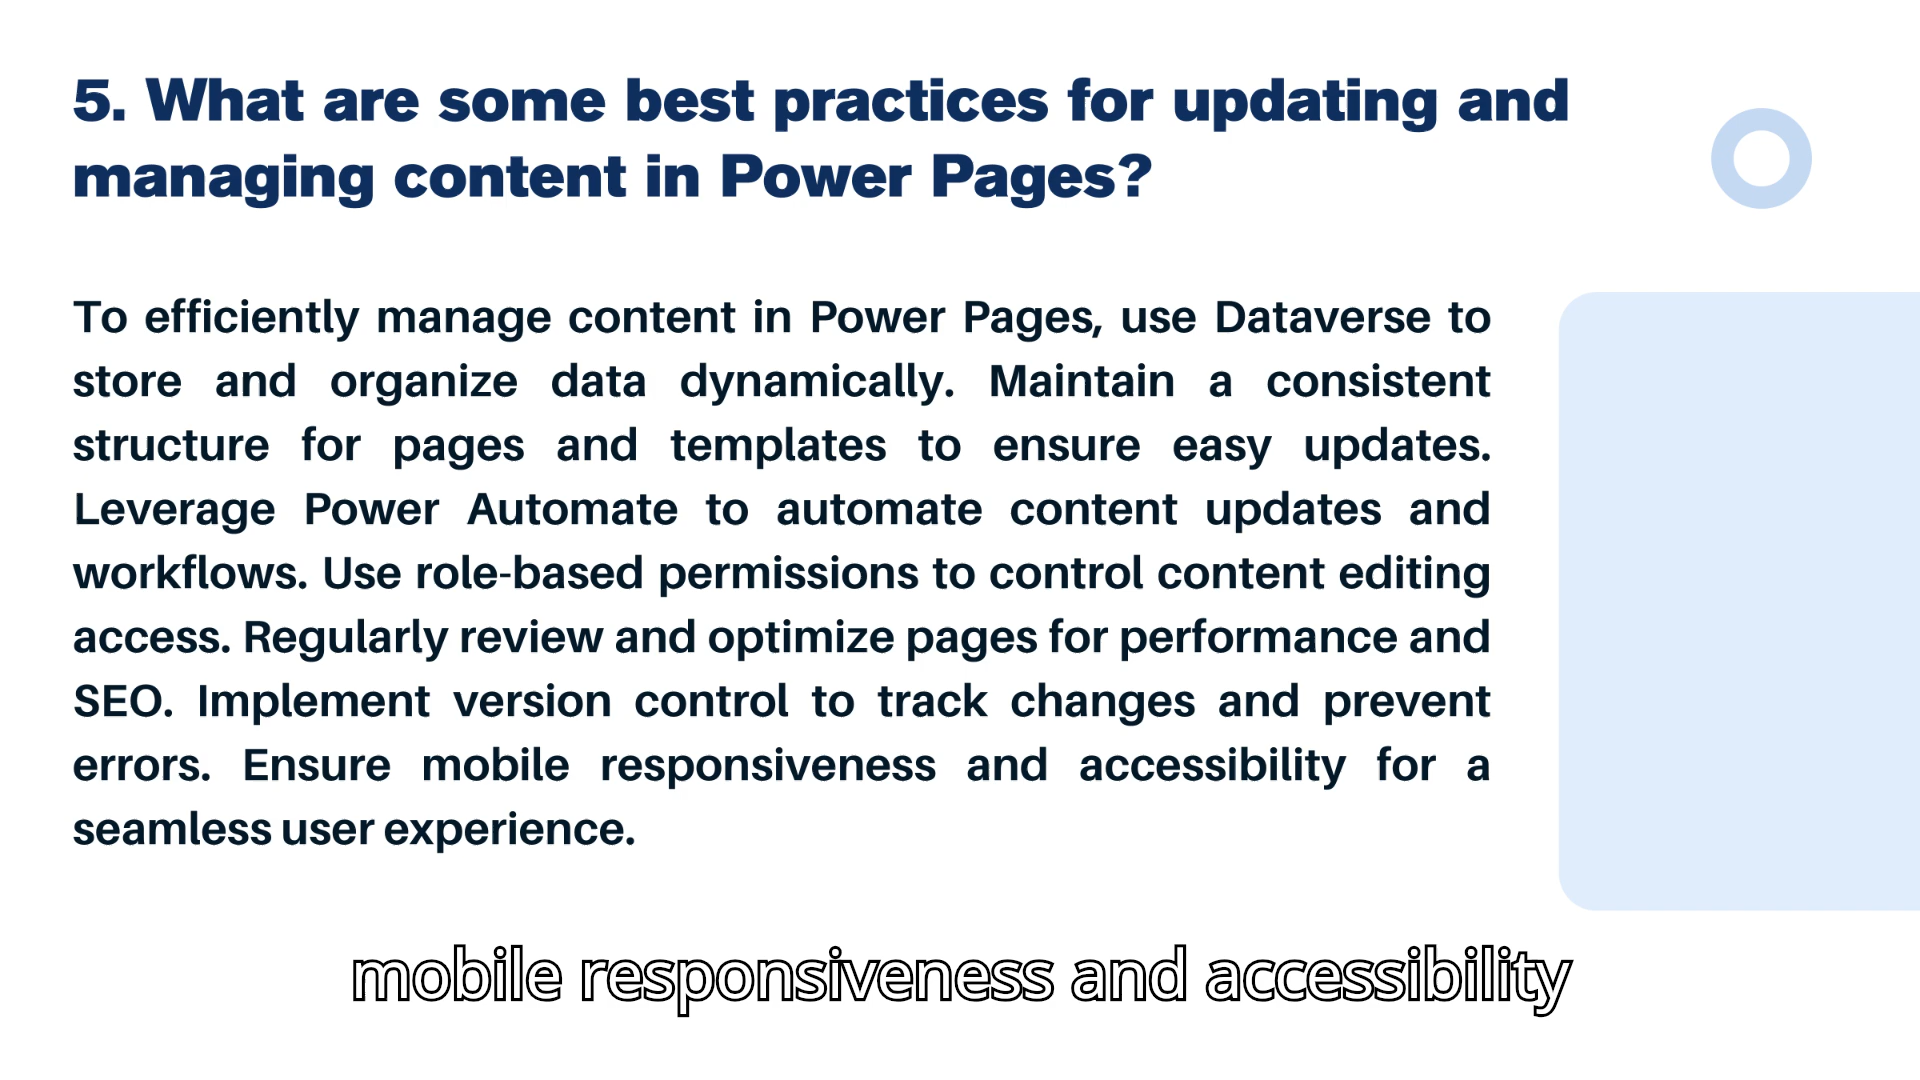 5. What are some best practices for updating and
managing content in Power Pages?
To efficiently manage content in Power Pages, use Dataverse to
store and organize data dynamically. Maintain a consistent
structure for pages and templates to ensure easy updates.
Leverage Power Automate to automate content updates and
workflows. Use role-based permissions to control content editing
access. Regularly review and optimize pages for performance and
SEO. Implement version control to track changes and prevent
errors. Ensure mobile responsiveness and accessibility for a
seamless user experience.
mobile responsiveness and accessibility